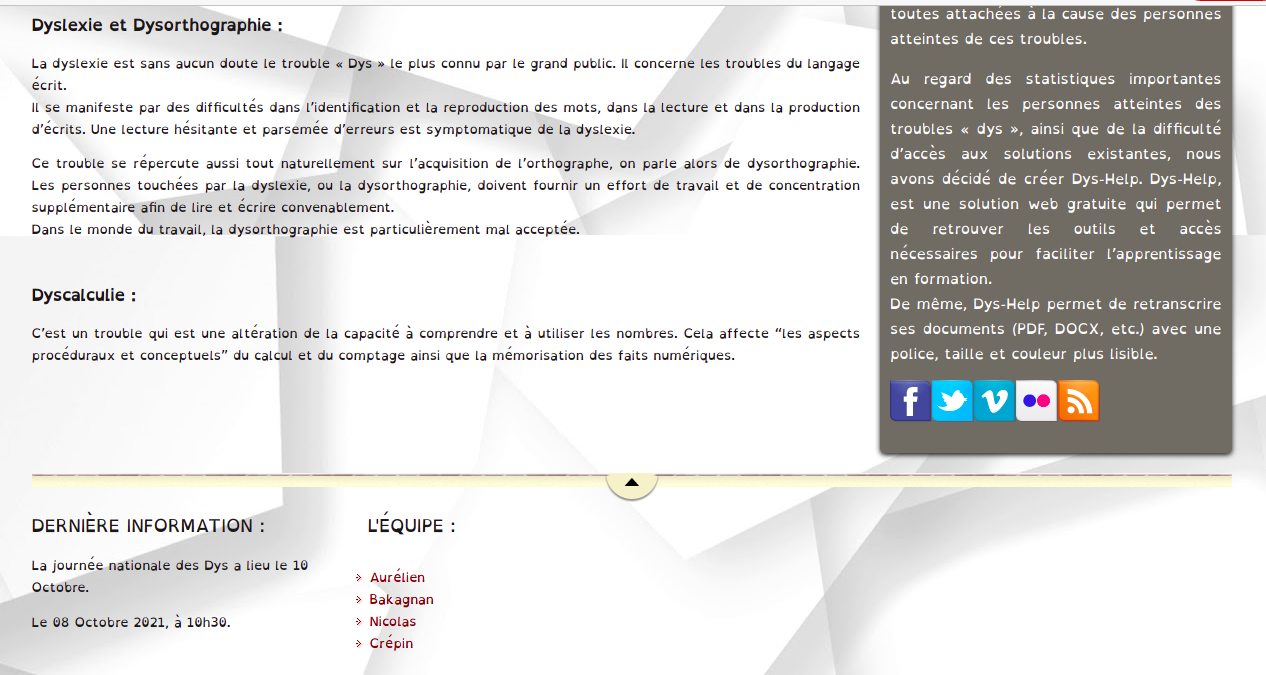 Dyslexie et Dysorthographie :
La dyslexie est sans aucun doute le trouble « Dys » le plus connu par le grand public. Il concerne les troubles du langage
écrit.
Il se manifeste par des difficultés dans l'identification et la reproduction des mots, dans la lecture et dans la production
d'écrits. Une lecture hésitante et parsemée d'erreurs est symptomatique de la dyslexie.
Ce trouble se répercute aussi tout naturellement sur l'acquisition de l'orthographe, on parle alors de dysorthographie.
Les personnes touchées par la dyslexie, ou la dysorthographie, doivent fournir un effort de travail et de concentration
supplémentaire afin de lire et écrire convenablement.
Dans le monde du travail, la dysorthographie est particulièrement mal acceptée.
Dyscalculie :
C'est un trouble qui est une altération de la capacité à comprendre et à utiliser les nombres. Cela affecte “les aspects
procéduraux et conceptuels” du calcul et du comptage ainsi que la mémorisation des faits numériques.
toutes attachées à la cause des personnes
atteintes de ces troubles.
Au regard des statistiques importantes
concernant les personnes atteintes des
troubles « dys », ainsi que de la difficulté
d'accès aux solutions existantes, nous
avons décidé de créer Dys-Help. Dys-Help,
est une solution web gratuite qui permet
de retrouver les outils et accès
nécessaires pour faciliter l'apprentissage
en formation.
De même, Dys-Help permet de retranscrire
ses documents (PDF, DOCX, etc.) avec une
police, taille et couleur plus lisible.
DERNIÈRE INFORMATION :
La journée nationale des Dys a lieu le 10
Octobre.
Le 08 Octobre 2021, à 10h30.
L'ÉQUIPE :
Aurélien
Bakagnan
Nicolas
Crépin